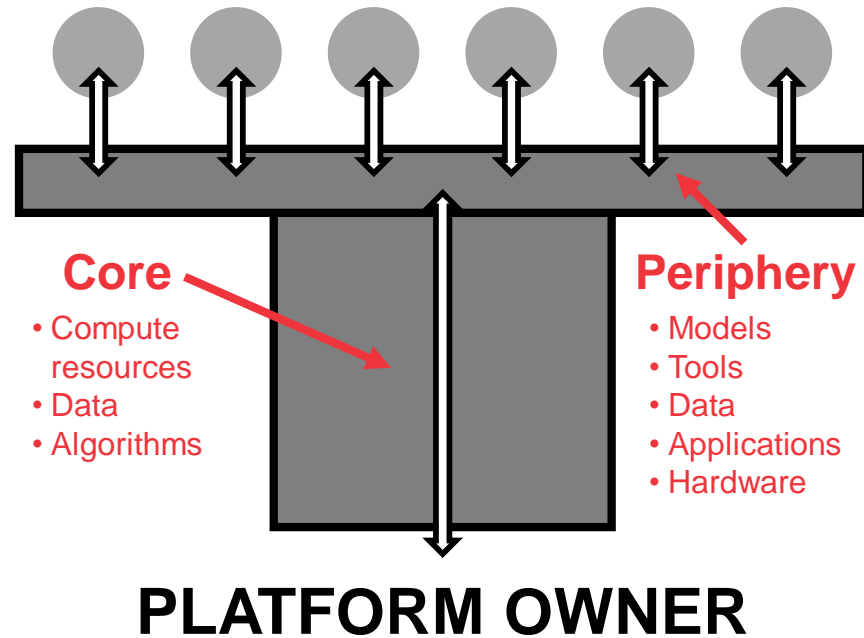 Core
• Compute
resources
• Data
• Algorithms
Periphery
• Models
• Tools
• Data
• Applications
• Hardware
PLATFORM OWNER